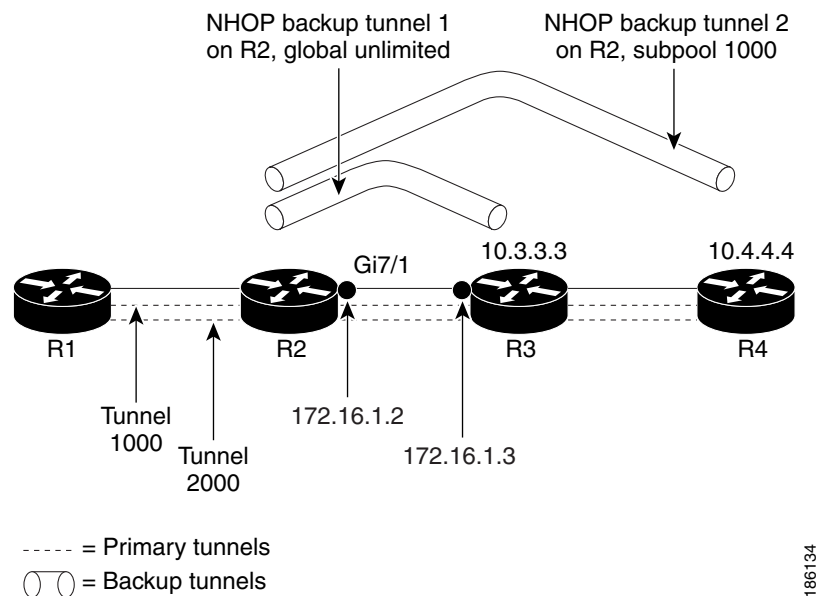 NHOP backup tunnel 1
on R2, global unlimited
NHOP backup tunnel 2
on R2, subpool 1000
Gi7/1
10.3.3.3
10.4.4.4
R1
R2
R3
R4
Tunnel
1000
Tunnel
2000
172.16.1.2
172.16.1.3
= Primary tunnels
= Backup tunnels
186134